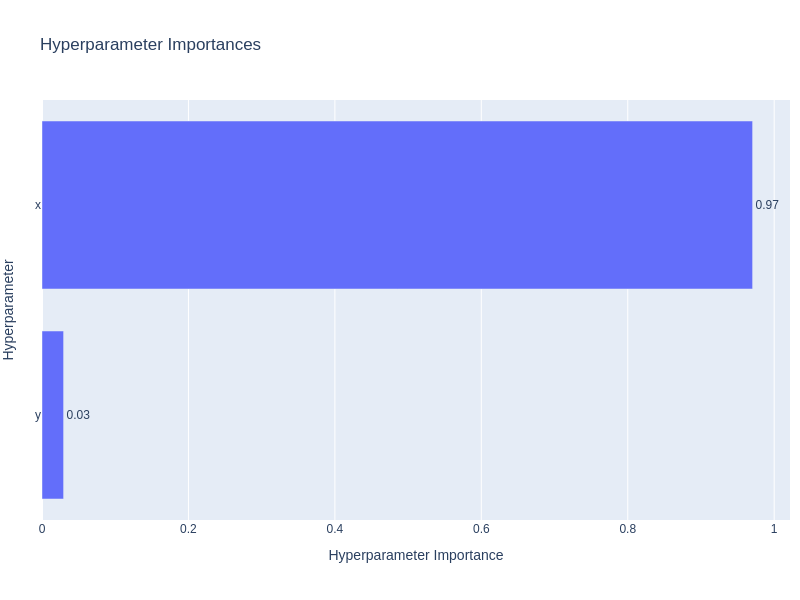 Hyperparameter Importances
Hyperparameter
x
0.97
y
0.03
0
0.2
0.4
0.6
0.8
1
Hyperparameter Importance